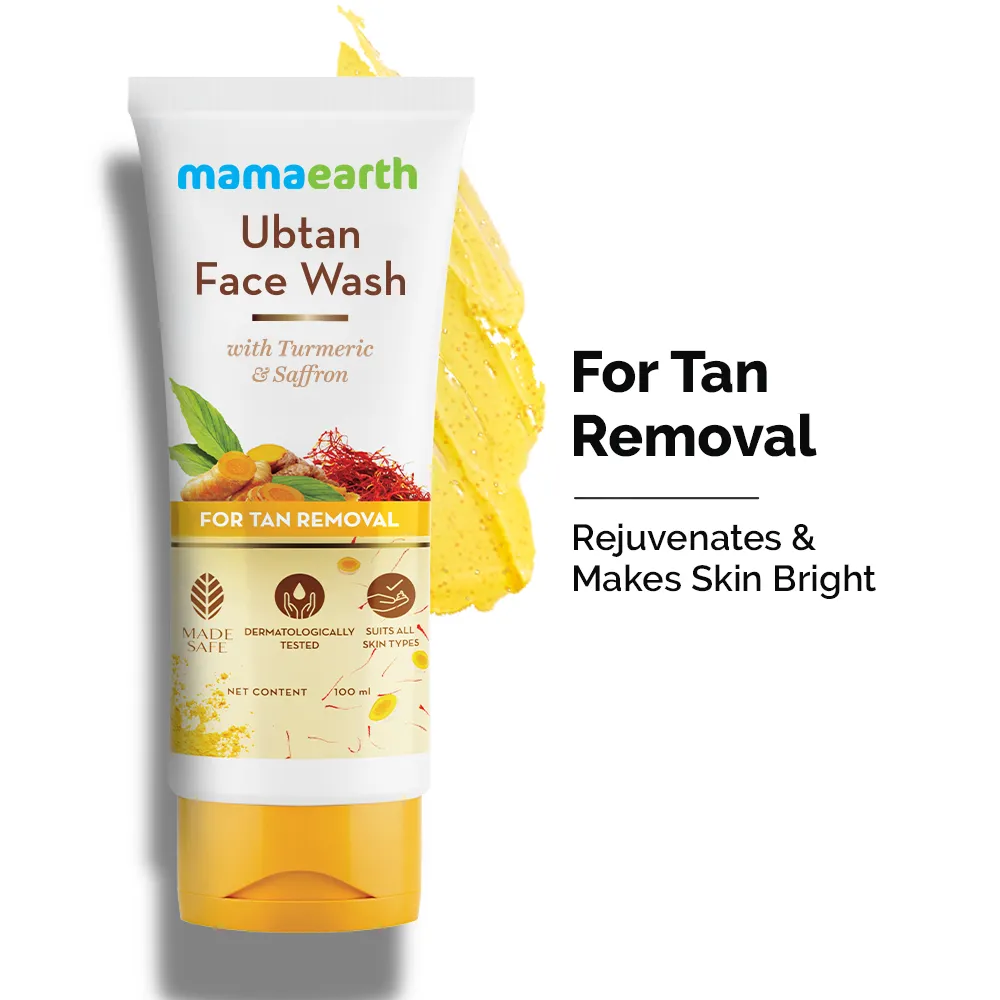 mamaearth
Ubtan
Face Wash
with Turmeric
& Saffron
FOR TAN REMOVAL
MADE
SAFE
DERMATOLOGICALLY
TESTED
SUITS ALL
SKIN TYPES
NET CONTENT 100 ml
For Tan
Removal
Rejuvenates &
Makes Skin Bright